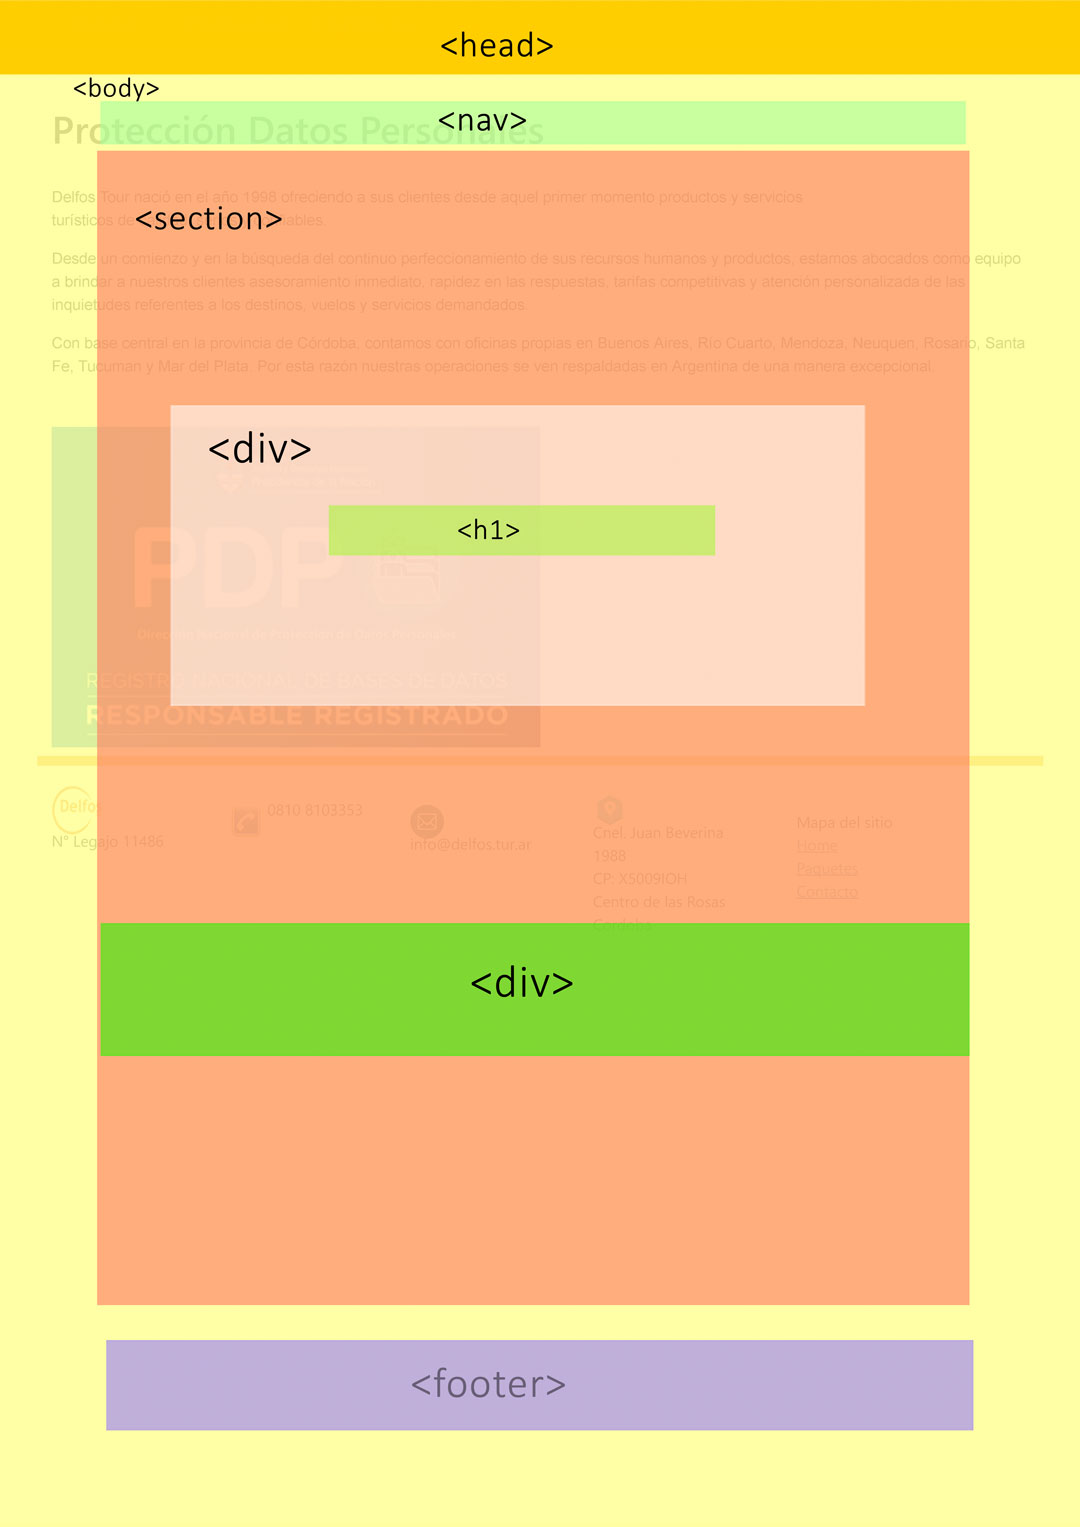 <head>
<body>
<nav>
Protección Datos Personales
Delfos Tour nació en el año 1998 ofreciendo a sus clientes desde aquel primer momento productos y servicios
turísticos de
<section>
Desde un comienzo y en la búsqueda del continuo perfeccionamiento de sus recursos humanos y productos, estamos abocados como equipo
a brindar a nuestros clientes asesoramiento inmediato, rapidez en las respuestas, tarifas competitivas y atención personalizada de las
inquietudes referentes a los destinos, vuelos y servicios demandados.
Con base central en la provincia de Córdoba, contamos con oficinas propias en Buenos Aires, Río Cuarto, Mendoza, Neuquen, Rosario, Santa
Fe, Tucuman y Mar del Plata. Por esta razón nuestras operaciones se ven respaldadas en Argentina de una manera excepcional.
<div>
Presidencia de la Nación
<h1>
PDP
Dirección Nacional de Protección de Datos Personales
REGISTRO NACIONAL DE BASES DE DATOS
RESPONSABLE REGISTRADO
Delfos
N° Legajo 11486
0810 8103353
info@delfos.tur.ar
Cnel. Juan Beverina
1988
CP: X5009IOH
Centro de las Rosas
Cordoba
Mapa del sitio
Home
Paquetes
Contacto
<div>
<footer>